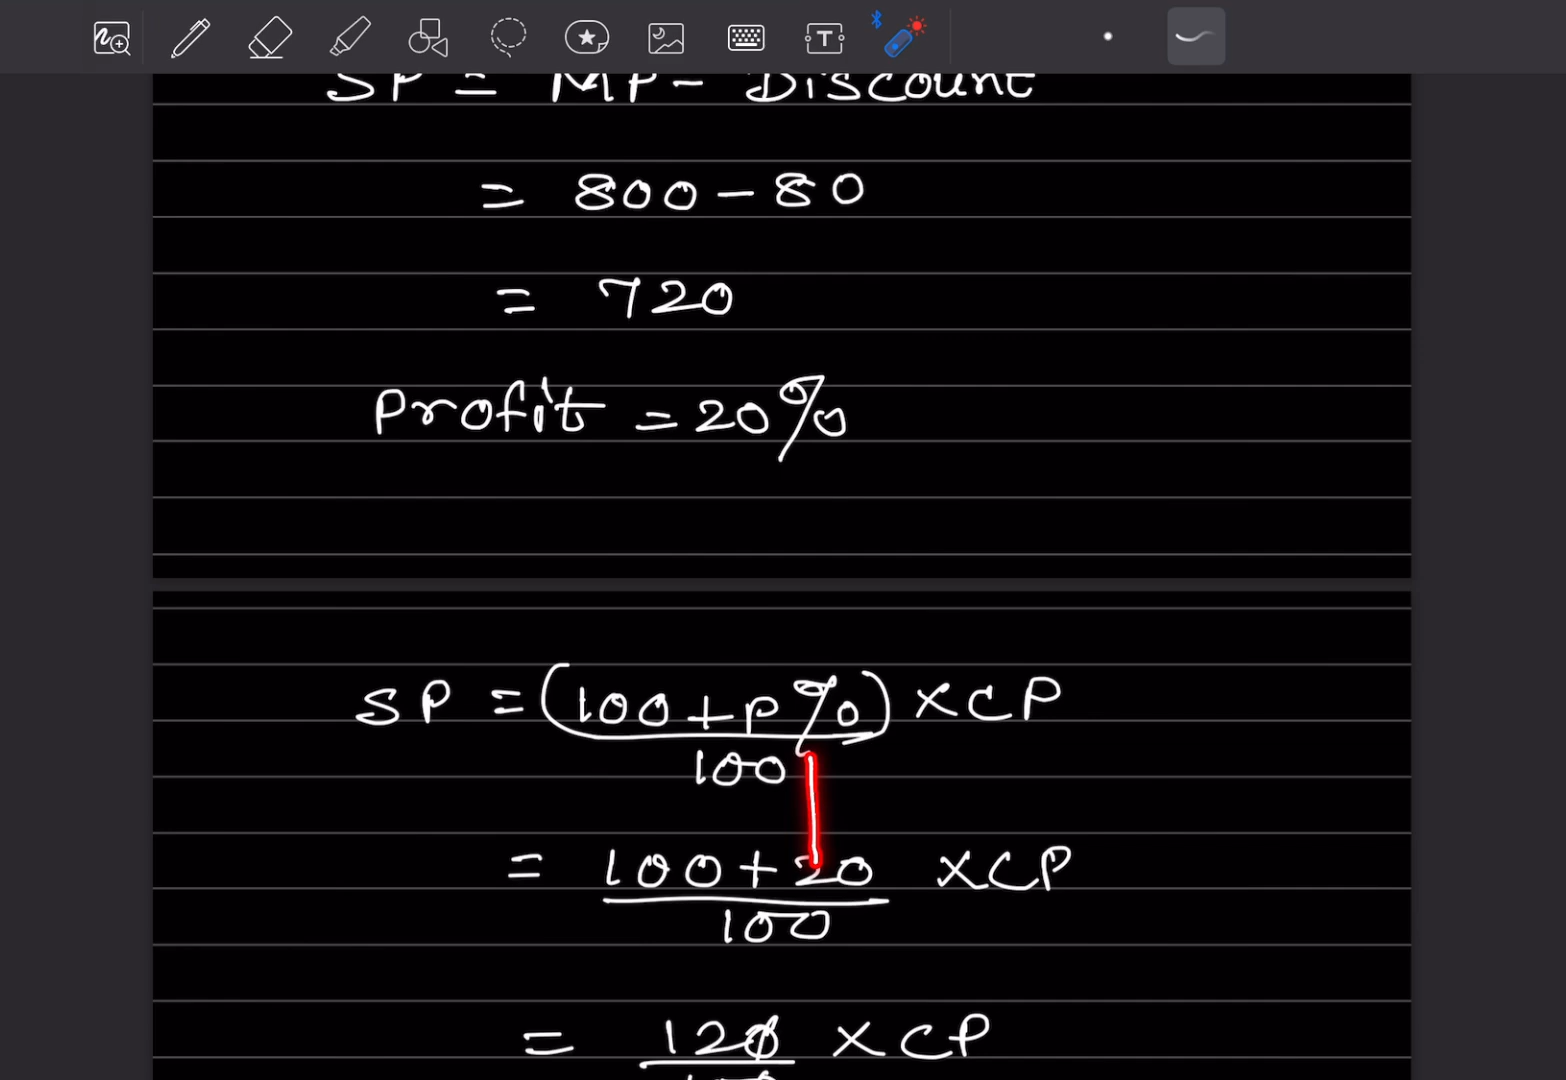 SP = MP - Discount
= 800 - 80
= 720
Profit = 20%
SP = (100 + P%) × CP
100
= 100 + 20 × CP
100
= 120 × CP